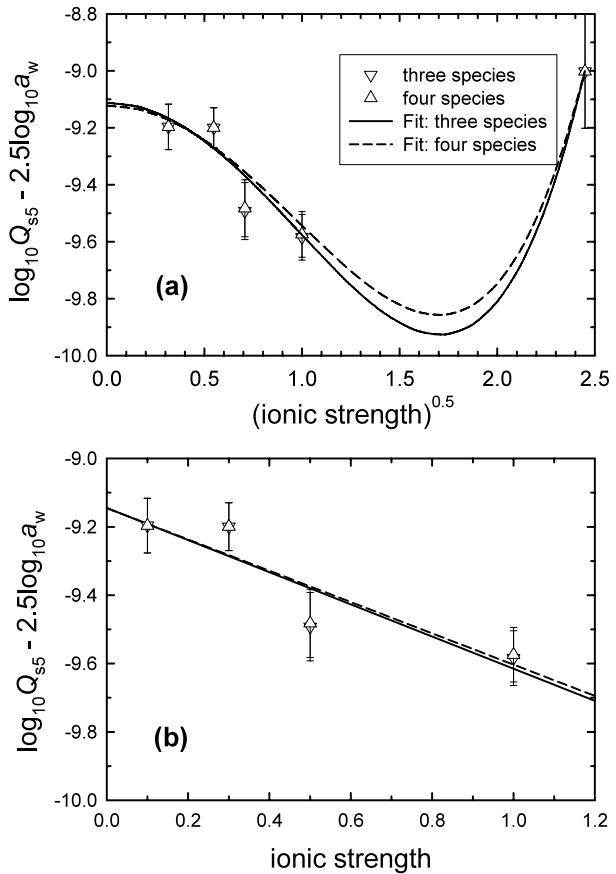 -8.8
-9.0
-9.2
-9.4
-9.6
-9.8
-10.0
log10Qs5 - 2.5log10aw
three species
four species
Fit: three species
Fit: four species
(a)
0.0 0.5 1.0 1.5 2.0 2.5
(ionic strength)0.5
-9.0
-9.2
-9.4
-9.6
-9.8
-10.0
log10Qs5 - 2.5log10aw
(b)
0.0 0.2 0.4 0.6 0.8 1.0 1.2
ionic strength